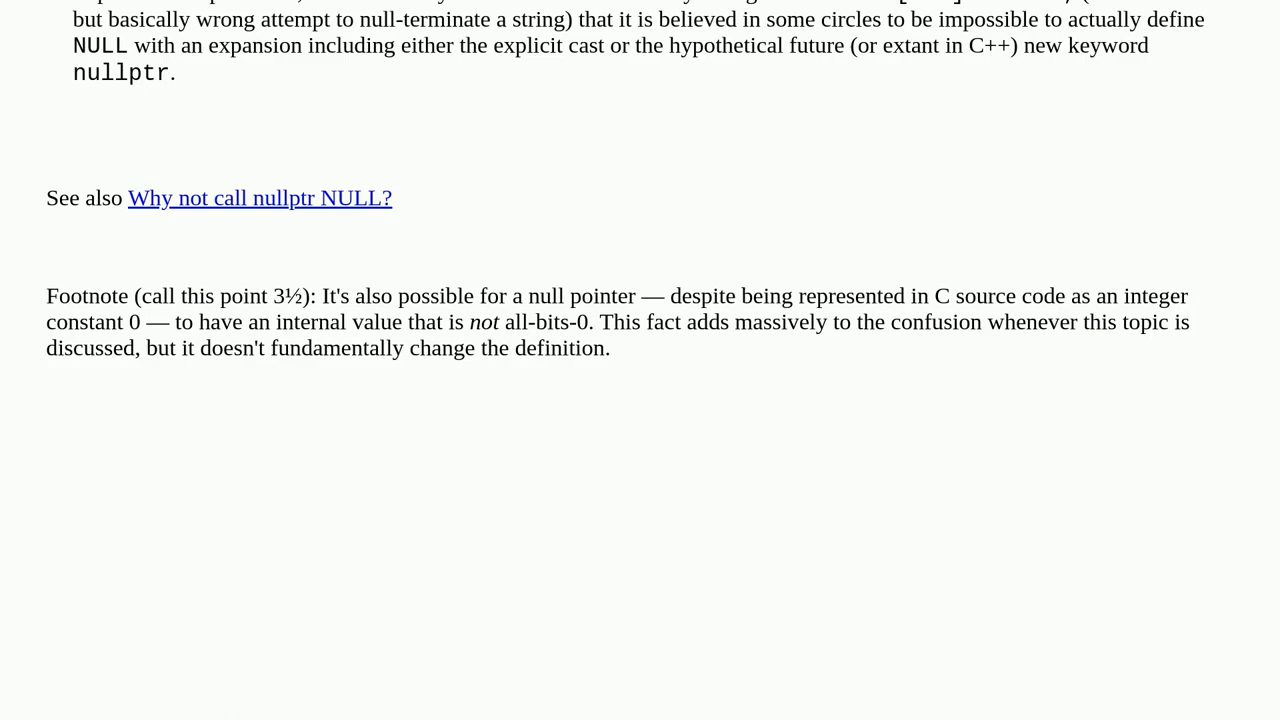 but basically wrong attempt to null-terminate a string) that it is believed in some circles to be impossible to actually define
NULL with an expansion including either the explicit cast or the hypothetical future (or extant in C++) new keyword
nullptr.
See also Why not call nullptr NULL?
Footnote (call this point 3½): It's also possible for a null pointer — despite being represented in C source code as an integer
constant 0 — to have an internal value that is not all-bits-0. This fact adds massively to the confusion whenever this topic is
discussed, but it doesn't fundamentally change the definition.